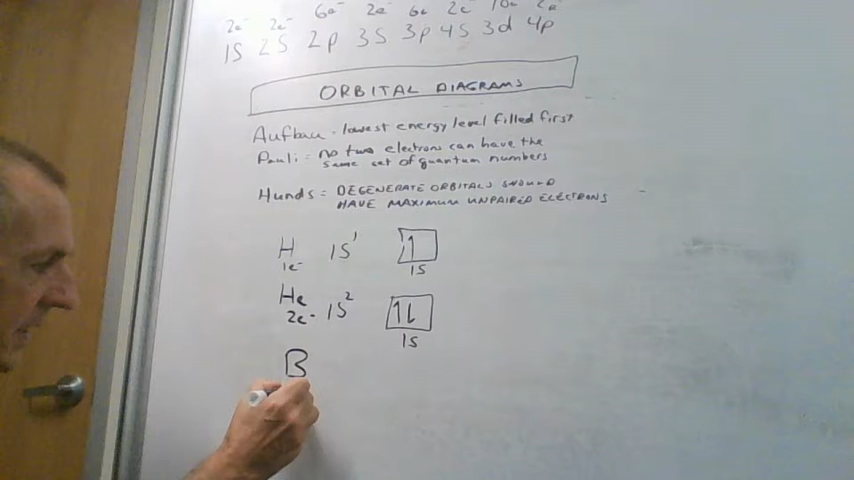 2e- 2e- 6e- 2e- 6e 2e- 10e 2e-
1S 2S 2p 3S 3p 4S 3d 4p
ORBITAL DIAGRAMS
Aufbau - lowest energy level filled first
Pauli = no two electrons can have the
same set of quantum numbers
Hunds = DEGENERATE ORBITALS SHOULD
HAVE MAXIMUM UNPAIRED ELECTRONS
H 1S¹ ↑
1e- 1S
He 1S² ↑↓
2e- 1S
B